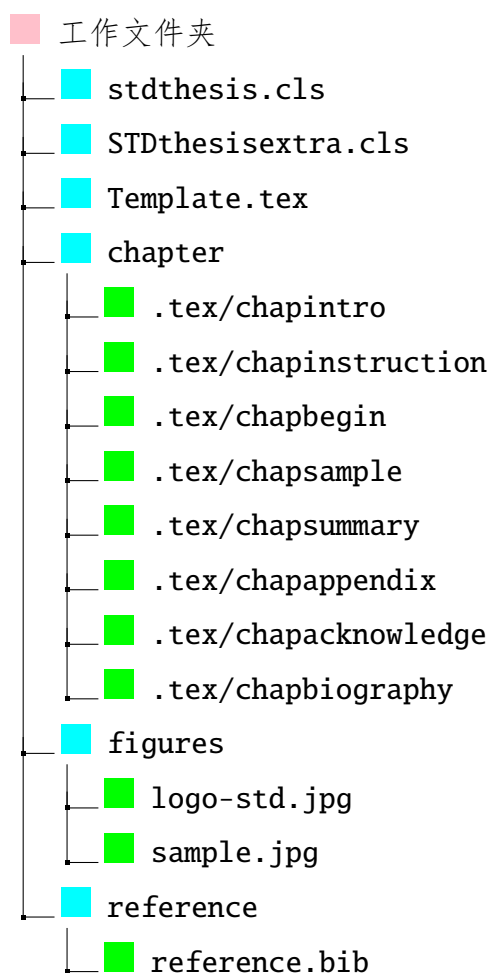 工作文件夹
stdthesis.cls
STDthesisextra.cls
Template.tex
chapter
.tex/chapintro
.tex/chapinstruction
.tex/chapbegin
.tex/chapsample
.tex/chapsummary
.tex/chapappendix
.tex/chapacknowledge
.tex/chapbiography
figures
logo-std.jpg
sample.jpg
reference
reference.bib